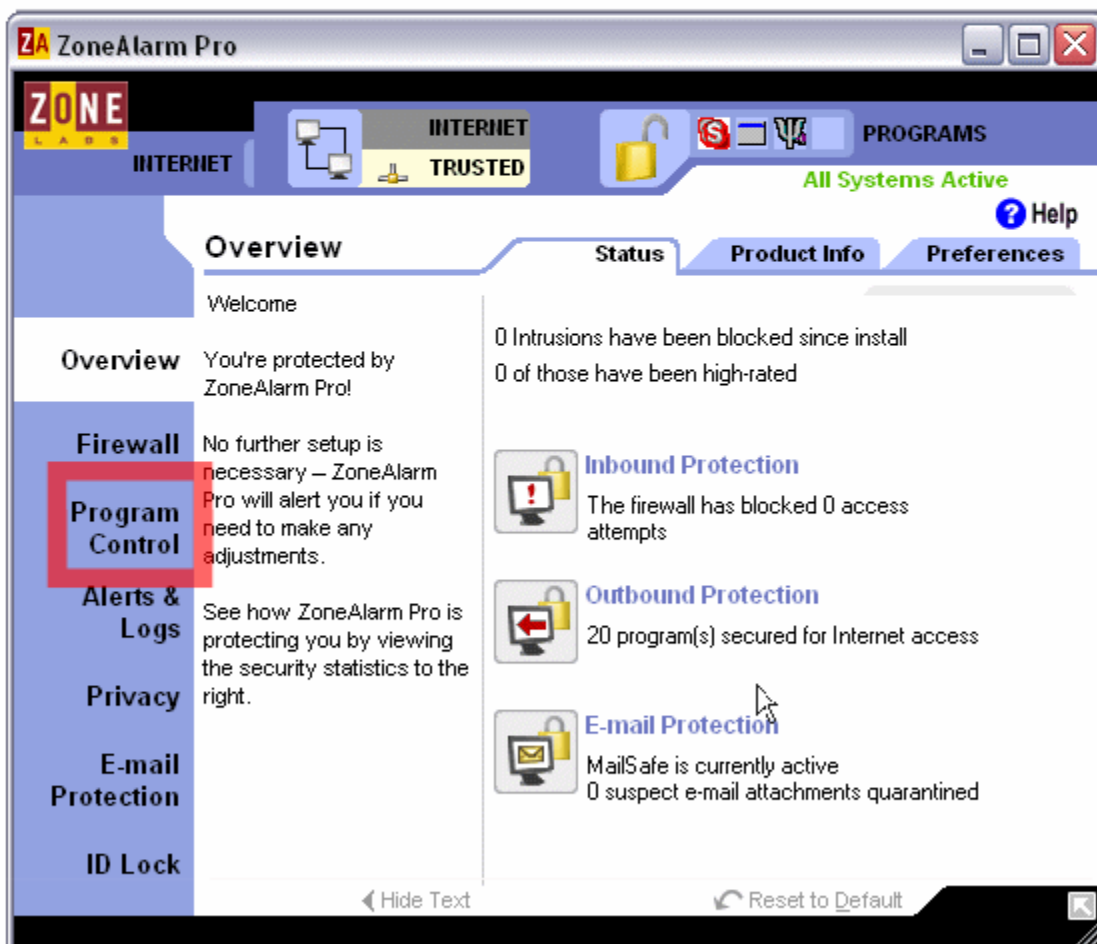 ZA ZoneAlarm Pro
ZONE
LABS
INTERNET
INTERNET
TRUSTED
PROGRAMS
All Systems Active
? Help
Overview
Status
Product Info
Preferences
Overview
Firewall
Program
Control
Alerts &
Logs
Privacy
E-mail
Protection
ID Lock
Welcome
You're protected by
ZoneAlarm Pro!
No further setup is
necessary – ZoneAlarm
Pro will alert you if you
need to make any
adjustments.
See how ZoneAlarm Pro is
protecting you by viewing
the security statistics to the
right.
0 Intrusions have been blocked since install
0 of those have been high-rated
Inbound Protection
The firewall has blocked 0 access
attempts
Outbound Protection
20 program(s) secured for Internet access
E-mail Protection
MailSafe is currently active
0 suspect e-mail attachments quarantined
Hide Text
Reset to Default